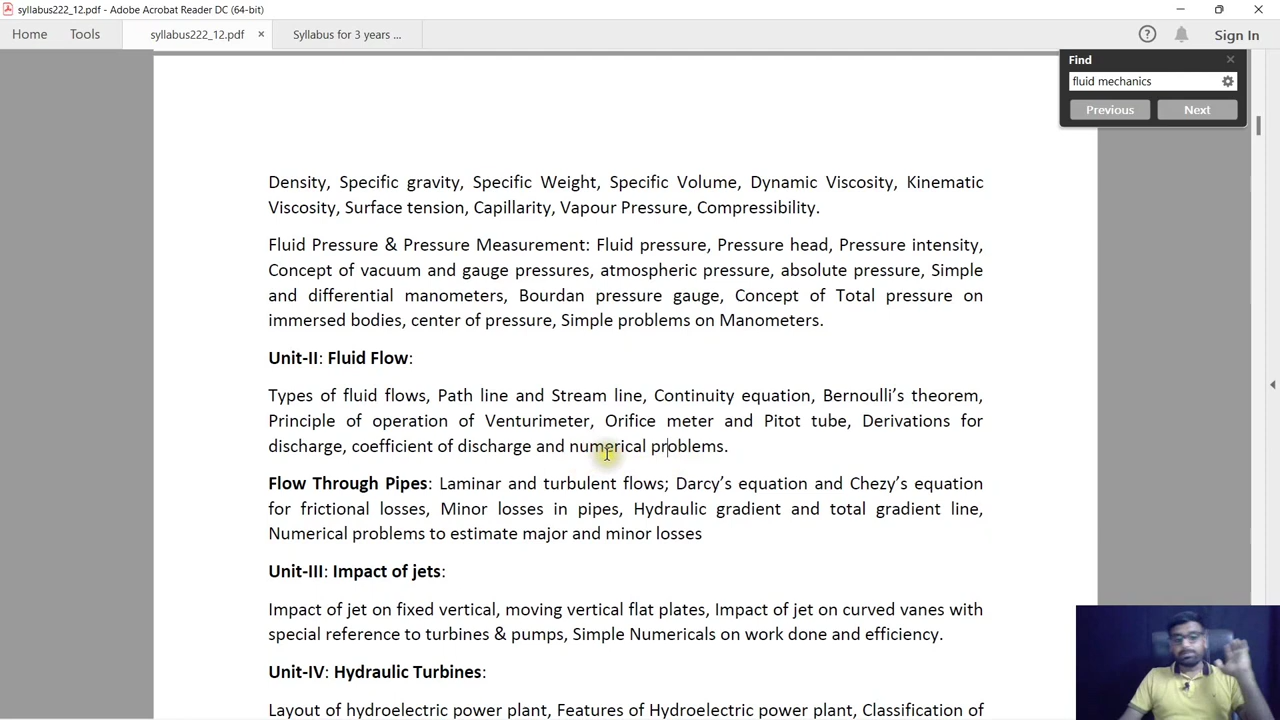 syllabus222_12.pdf - Adobe Acrobat Reader DC (64-bit)
Home Tools syllabus222_12.pdf × Syllabus for 3 years ... Sign In
Find
fluid mechanics
Previous Next
Density, Specific gravity, Specific Weight, Specific Volume, Dynamic Viscosity, Kinematic
Viscosity, Surface tension, Capillarity, Vapour Pressure, Compressibility.
Fluid Pressure & Pressure Measurement: Fluid pressure, Pressure head, Pressure intensity,
Concept of vacuum and gauge pressures, atmospheric pressure, absolute pressure, Simple
and differential manometers, Bourdan pressure gauge, Concept of Total pressure on
immersed bodies, center of pressure, Simple problems on Manometers.
Unit-II: Fluid Flow:
Types of fluid flows, Path line and Stream line, Continuity equation, Bernoulli’s theorem,
Principle of operation of Venturimeter, Orifice meter and Pitot tube, Derivations for
discharge, coefficient of discharge and numerical problems.
Flow Through Pipes: Laminar and turbulent flows; Darcy’s equation and Chezy’s equation
for frictional losses, Minor losses in pipes, Hydraulic gradient and total gradient line,
Numerical problems to estimate major and minor losses
Unit-III: Impact of jets:
Impact of jet on fixed vertical, moving vertical flat plates, Impact of jet on curved vanes with
special reference to turbines & pumps, Simple Numericals on work done and efficiency.
Unit-IV: Hydraulic Turbines:
Layout of hydroelectric power plant, Features of Hydroelectric power plant, Classification of